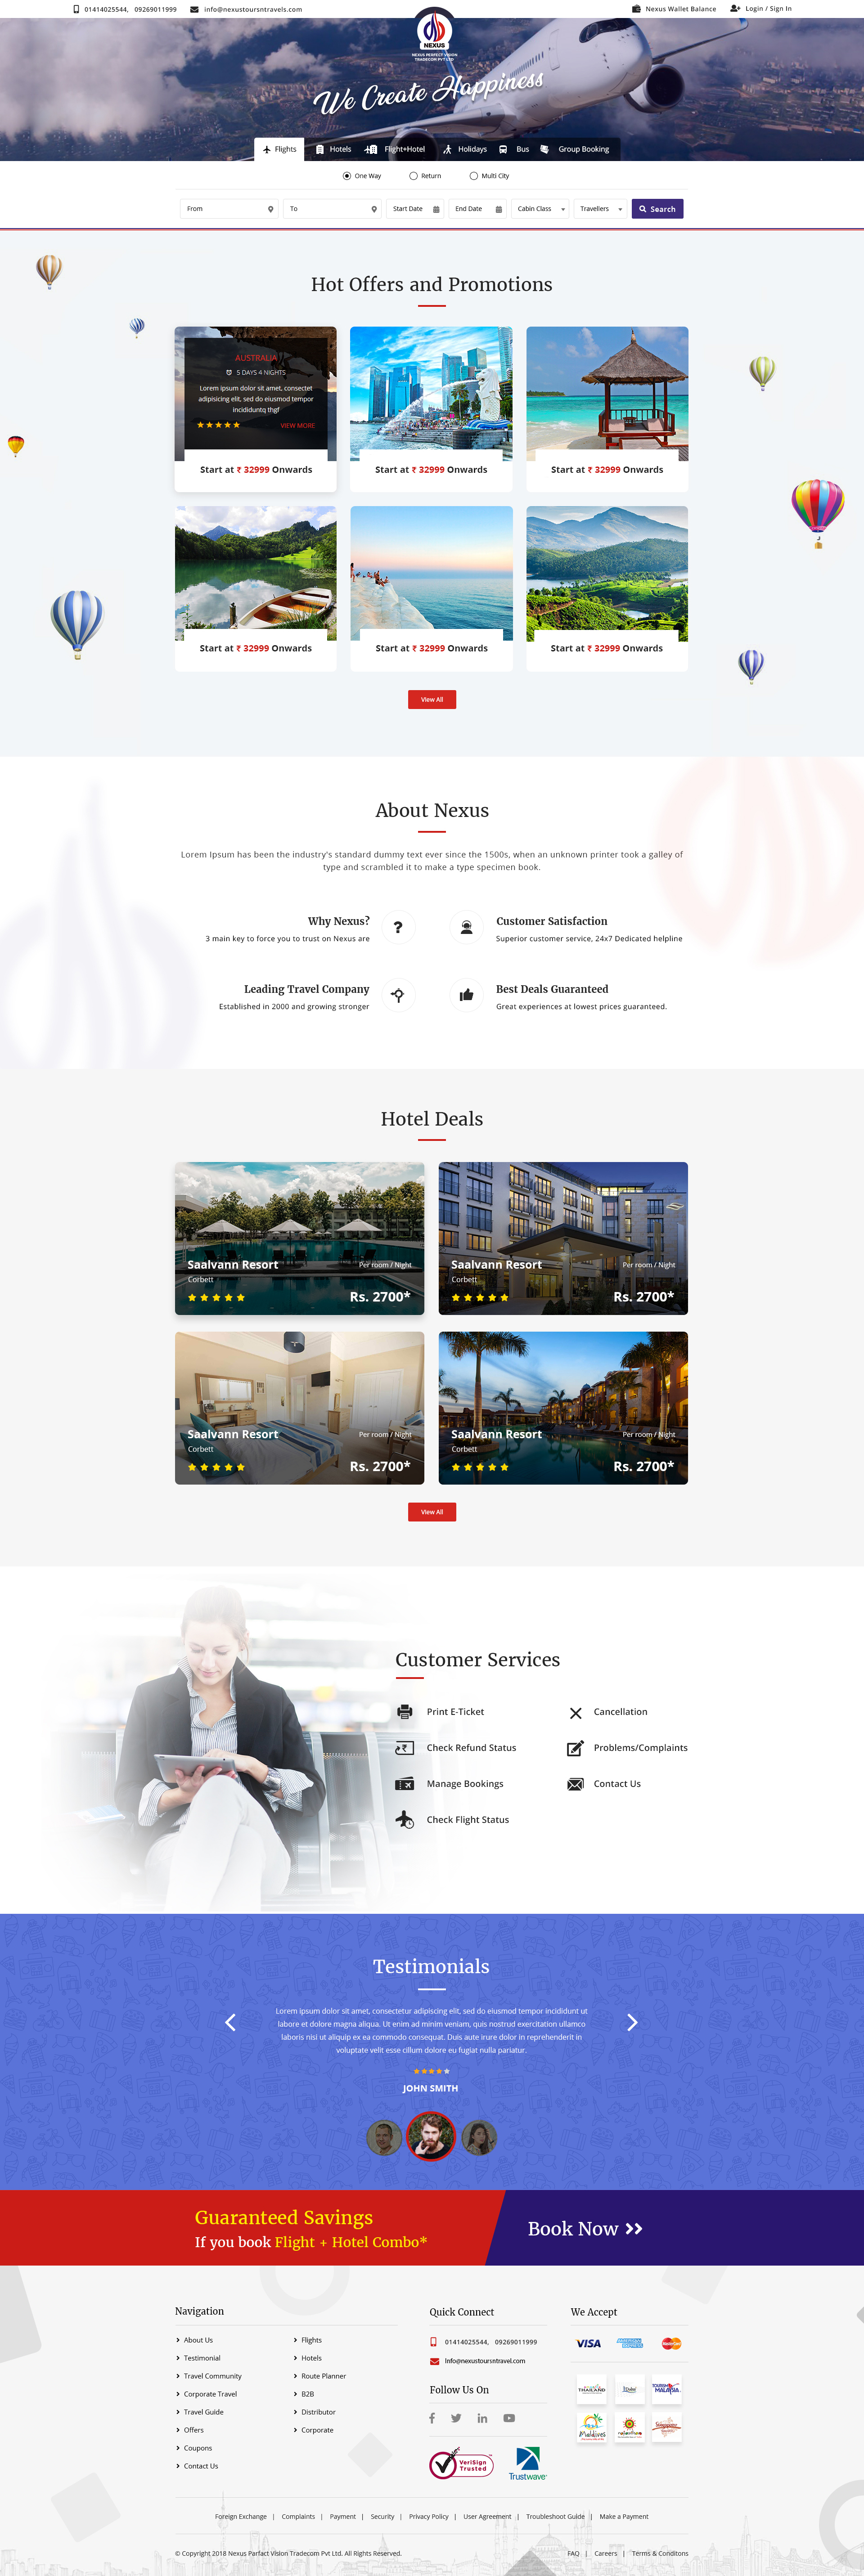 01414025544, 09269011999 info@nexustoursntravels.com Nexus Wallet Balance Login / Sign In
NEXUS
NEXUS PERFECT VISION
TRADECOM PVT LTD
We Create Happiness
Flights Hotels Flight+Hotel Holidays Bus Group Booking
One Way Return Multi City
From To Start Date End Date Cabin Class Travellers Search
Hot Offers and Promotions
AUSTRALIA
5 DAYS 4 NIGHTS
Lorem ipsum dolor sit amet, consectet
adipisicing elit, sed do eiusmod tempor
incididuntq thgf
VIEW MORE
Start at ₹ 32999 Onwards
Start at ₹ 32999 Onwards
Start at ₹ 32999 Onwards
Start at ₹ 32999 Onwards
Start at ₹ 32999 Onwards
Start at ₹ 32999 Onwards
View All
About Nexus
Lorem Ipsum has been the industry's standard dummy text ever since the 1500s, when an unknown printer took a galley of
type and scrambled it to make a type specimen book.
Why Nexus?
3 main key to force you to trust on Nexus are
Customer Satisfaction
Superior customer service, 24x7 Dedicated helpline
Leading Travel Company
Established in 2000 and growing stronger
Best Deals Guaranteed
Great experiences at lowest prices guaranteed.
Hotel Deals
Saalvann Resort Per room / Night
Corbett
Rs. 2700*
Saalvann Resort Per room / Night
Corbett
Rs. 2700*
Saalvann Resort Per room / Night
Corbett
Rs. 2700*
Saalvann Resort Per room / Night
Corbett
Rs. 2700*
View All
Customer Services
Print E-Ticket Cancellation
Check Refund Status Problems/Complaints
Manage Bookings Contact Us
Check Flight Status
Testimonials
Lorem ipsum dolor sit amet, consectetur adipiscing elit, sed do eiusmod tempor incididunt ut
labore et dolore magna aliqua. Ut enim ad minim veniam, quis nostrud exercitation ullamco
laboris nisi ut aliquip ex ea commodo consequat. Duis aute irure dolor in reprehenderit in
voluptate velit esse cillum dolore eu fugiat nulla pariatur.
JOHN SMITH
Guaranteed Savings
If you book Flight + Hotel Combo*
Book Now
Navigation
About Us Flights
Testimonial Hotels
Travel Community Route Planner
Corporate Travel B2B
Travel Guide Distributor
Offers Corporate
Coupons
Contact Us
Quick Connect
01414025544, 09269011999
Info@nexustoursntravel.com
Follow Us On
VeriSign
Trusted
Trustwave
We Accept
VISA
AMERICAN
EXPRESS
MasterCard
THAILAND
Dubai
TOURISM
MALAYSIA
Maldives
rajasthan
Singapore
Foreign Exchange | Complaints | Payment | Security | Privacy Policy | User Agreement | Troubleshoot Guide | Make a Payment
© Copyright 2018 Nexus Parfact Vision Tradecom Pvt Ltd. All Rights Reserved. FAQ | Careers | Terms & Conditons